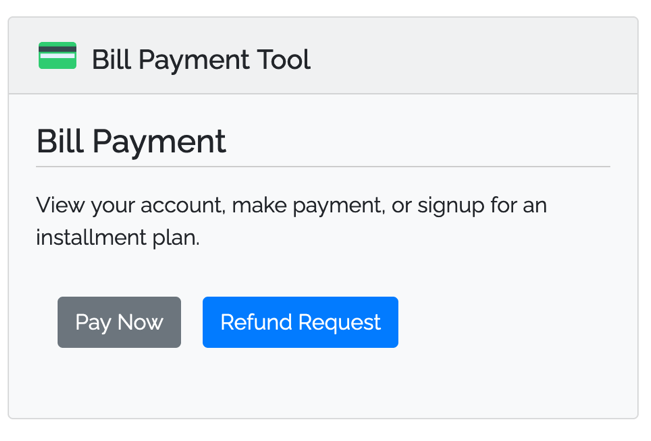 Bill Payment Tool
Bill Payment
View your account, make payment, or signup for an
installment plan.
Pay Now
Refund Request